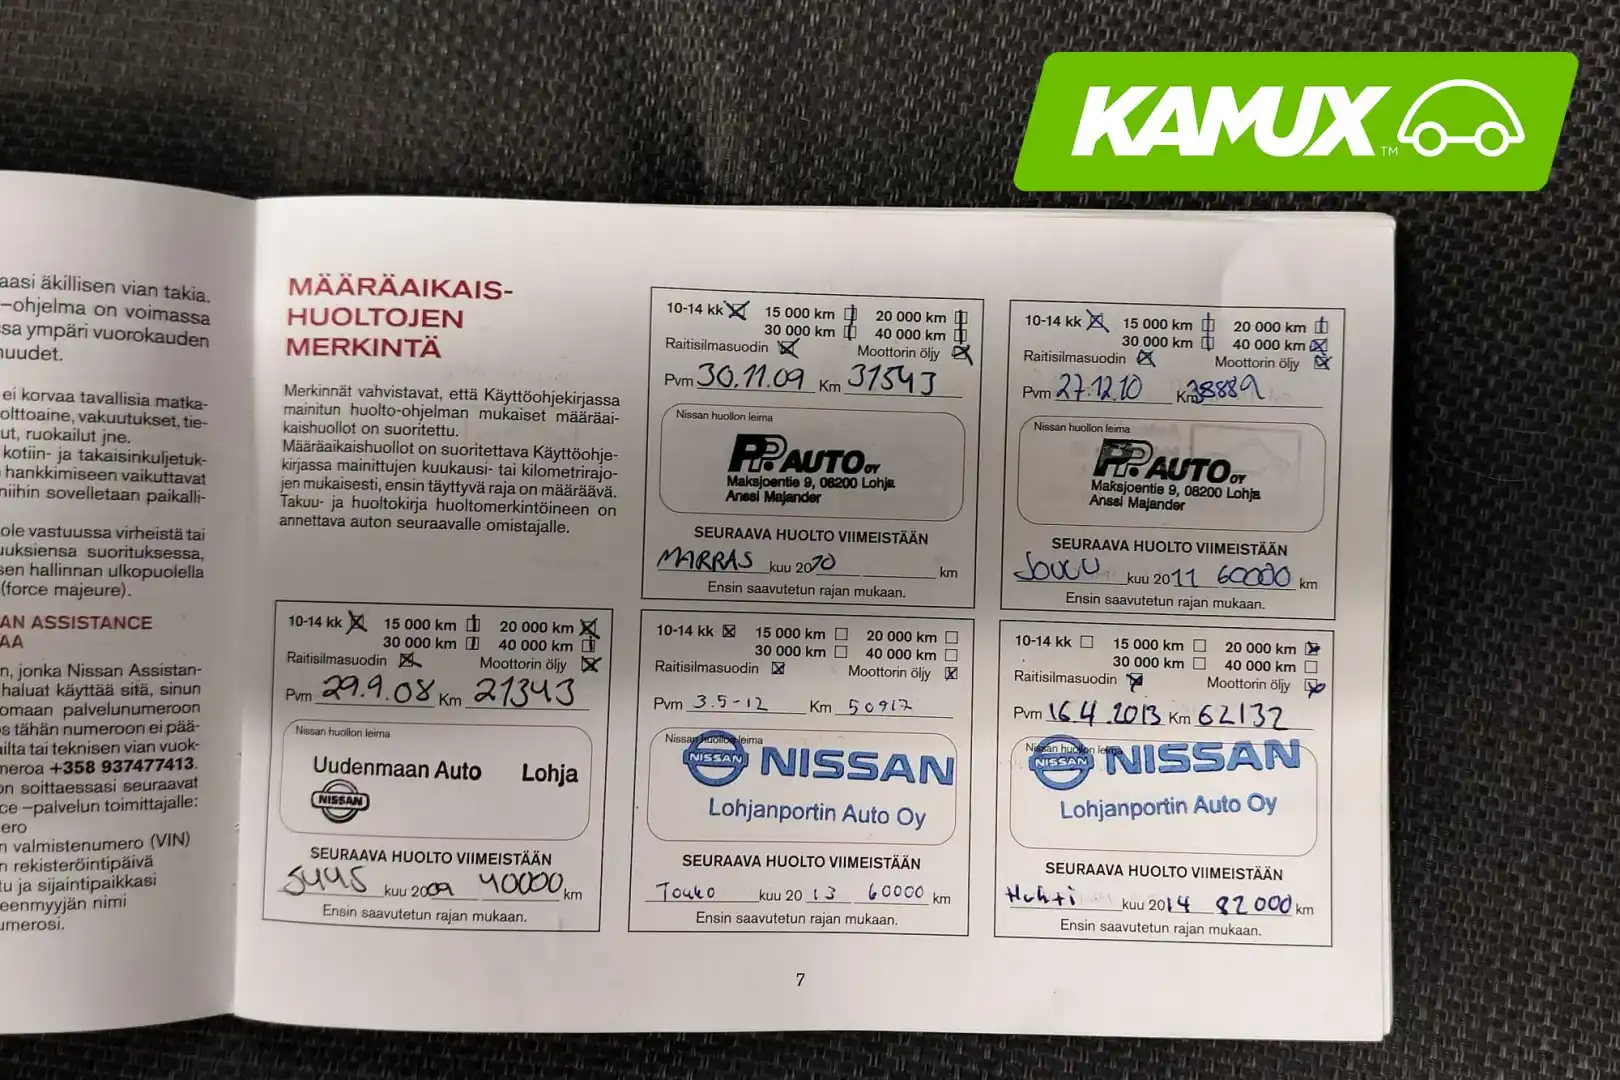 KAMUX™
aasi äkillisen vian takia.
–ohjelma on voimassa
sa ympäri vuorokauden
uudet.
ei korvaa tavallisia matka-
olttoaine, vakuutukset, tie-
ut, ruokailut jne.
kotiin- ja takaisinkuljetuk-
hankkimiseen vaikuttavat
niihin sovelletaan paikalli-
ole vastuussa virheistä tai
uuksiensa suorituksessa,
sen hallinnan ulkopuolella
(force majeure).
AN ASSISTANCE
AA
n, jonka Nissan Assistan-
haluat käyttää sitä, sinun
omaan palvelunumeroon
s tähän numeroon ei pää-
ilta tai teknisen vian vuok-
meroa +358 937477413.
on soittaessasi seuraavat
ce –palvelun toimittajalle:
ero
n valmistenumero (VIN)
n rekisteröintipäivä
u ja sijaintipaikkasi
eenmyyjän nimi
umerosi.
MÄÄRÄAIKAIS-
HUOLTOJEN
MERKINTÄ
Merkinnät vahvistavat, että Käyttöohjekirjassa
mainitun huolto-ohjelman mukaiset määräai-
kaishuollot on suoritettu.
Määräaikaishuollot on suoritettava Käyttöohje-
kirjassa mainittujen kuukausi- tai kilometrirajo-
jen mukaisesti, ensin täyttyvä raja on määräävä.
Takuu- ja huoltokirja huoltomerkintöineen on
annettava auton seuraavalle omistajalle.
10-14 kk 15 000 km 20 000 km
30 000 km 40 000 km
Raitisilmasuodin Moottorin öljy
Pvm 29.9.08 Km 21343
Nissan huollon leima
Uudenmaan Auto Lohja
NISSAN
SEURAAVA HUOLTO VIIMEISTÄÄN
SYYS kuu 2009 40000 km
Ensin saavutetun rajan mukaan.
10-14 kk 15 000 km 20 000 km
30 000 km 40 000 km
Raitisilmasuodin Moottorin öljy
Pvm 30.11.09 Km 31543
Nissan huollon leima
PP. AUTO OY
Maksjoentie 9, 08200 Lohja
Anssi Majander
SEURAAVA HUOLTO VIIMEISTÄÄN
MARRAS kuu 2010 km
Ensin saavutetun rajan mukaan.
10-14 kk 15 000 km 20 000 km
30 000 km 40 000 km
Raitisilmasuodin Moottorin öljy
Pvm 27.12.10 Km 38889
Nissan huollon leima
PP. AUTO OY
Maksjoentie 9, 08200 Lohja
Anssi Majander
SEURAAVA HUOLTO VIIMEISTÄÄN
JOULU kuu 2011 60000 km
Ensin saavutetun rajan mukaan.
10-14 kk 15 000 km 20 000 km
30 000 km 40 000 km
Raitisilmasuodin Moottorin öljy
Pvm 3.5-12 Km 50917
Nissan huollon leima
NISSAN NISSAN
Lohjanportin Auto Oy
SEURAAVA HUOLTO VIIMEISTÄÄN
Touko kuu 2013 60000 km
Ensin saavutetun rajan mukaan.
10-14 kk 15 000 km 20 000 km
30 000 km 40 000 km
Raitisilmasuodin Moottorin öljy
Pvm 16.4.2013 Km 62132
Nissan huollon leima
NISSAN NISSAN
Lohjanportin Auto Oy
SEURAAVA HUOLTO VIIMEISTÄÄN
Huhti kuu 2014 82000 km
Ensin saavutetun rajan mukaan.
7